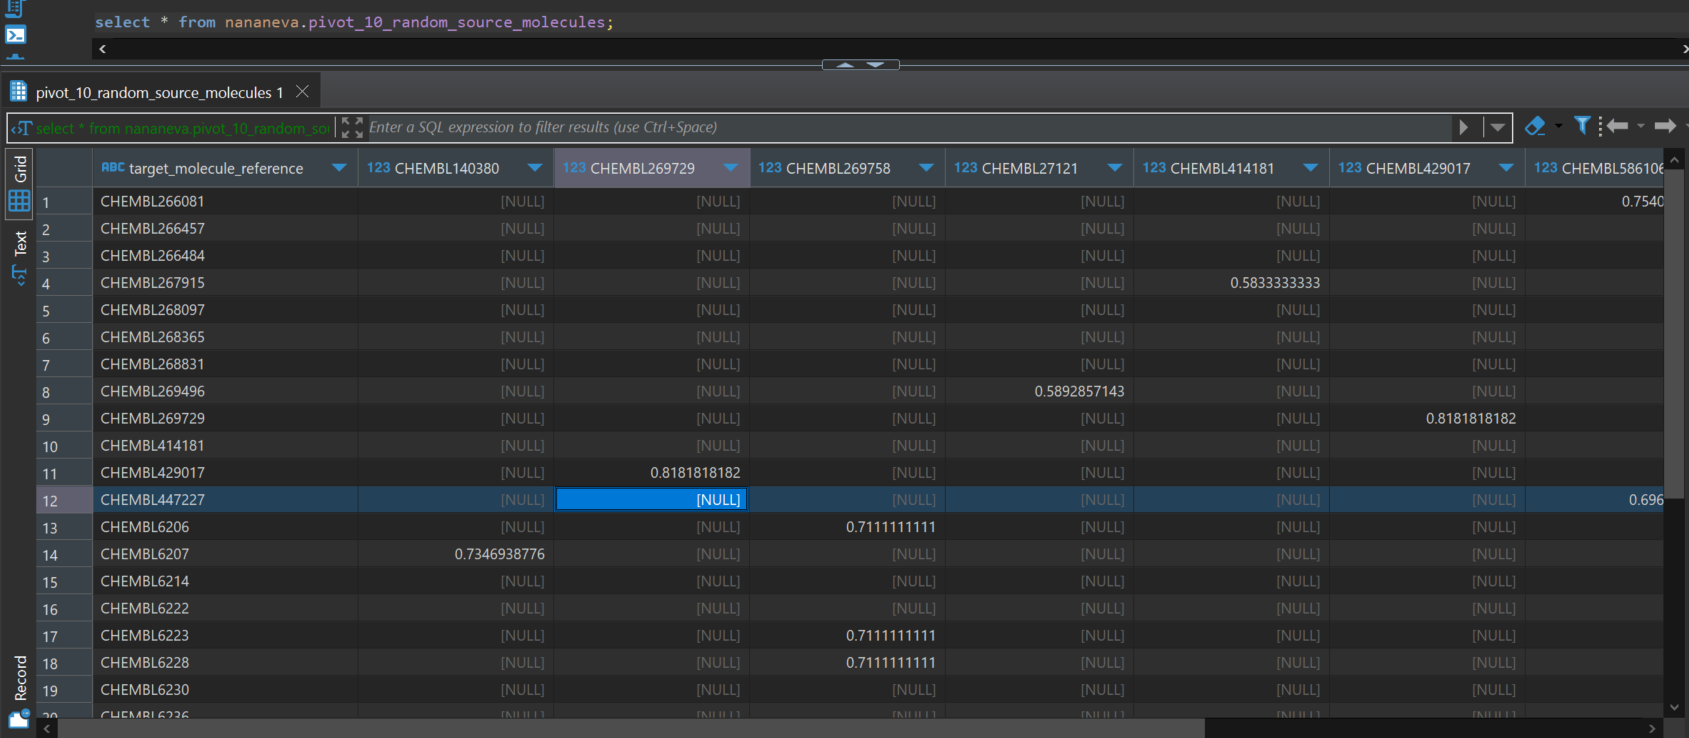 select * from nananeva.pivot_10_random_source_molecules;
pivot_10_random_source_molecules 1
select * from nananeva.pivot_10_random_sou Enter a SQL expression to filter results (use Ctrl+Space)
Grid
Text
Record
ABC target_molecule_reference 123 CHEMBL140380 123 CHEMBL269729 123 CHEMBL269758 123 CHEMBL27121 123 CHEMBL414181 123 CHEMBL429017 123 CHEMBL586106
1 CHEMBL266081 [NULL] [NULL] [NULL] [NULL] [NULL] [NULL] 0.7540
2 CHEMBL266457 [NULL] [NULL] [NULL] [NULL] [NULL] [NULL]
3 CHEMBL266484 [NULL] [NULL] [NULL] [NULL] [NULL] [NULL]
4 CHEMBL267915 [NULL] [NULL] [NULL] [NULL] 0.5833333333 [NULL]
5 CHEMBL268097 [NULL] [NULL] [NULL] [NULL] [NULL] [NULL]
6 CHEMBL268365 [NULL] [NULL] [NULL] [NULL] [NULL] [NULL]
7 CHEMBL268831 [NULL] [NULL] [NULL] [NULL] [NULL] [NULL]
8 CHEMBL269496 [NULL] [NULL] [NULL] 0.5892857143 [NULL] [NULL]
9 CHEMBL269729 [NULL] [NULL] [NULL] [NULL] [NULL] 0.8181818182
10 CHEMBL414181 [NULL] [NULL] [NULL] [NULL] [NULL] [NULL]
11 CHEMBL429017 [NULL] 0.8181818182 [NULL] [NULL] [NULL] [NULL]
12 CHEMBL447227 [NULL] [NULL] [NULL] [NULL] [NULL] [NULL] 0.696
13 CHEMBL6206 [NULL] [NULL] 0.7111111111 [NULL] [NULL] [NULL]
14 CHEMBL6207 0.7346938776 [NULL] [NULL] [NULL] [NULL] [NULL]
15 CHEMBL6214 [NULL] [NULL] [NULL] [NULL] [NULL] [NULL]
16 CHEMBL6222 [NULL] [NULL] [NULL] [NULL] [NULL] [NULL]
17 CHEMBL6223 [NULL] [NULL] 0.7111111111 [NULL] [NULL] [NULL]
18 CHEMBL6228 [NULL] [NULL] 0.7111111111 [NULL] [NULL] [NULL]
19 CHEMBL6230 [NULL] [NULL] [NULL] [NULL] [NULL] [NULL]
20 CHEMBL6236 [NULL] [NULL] [NULL] [NULL] [NULL] [NULL]